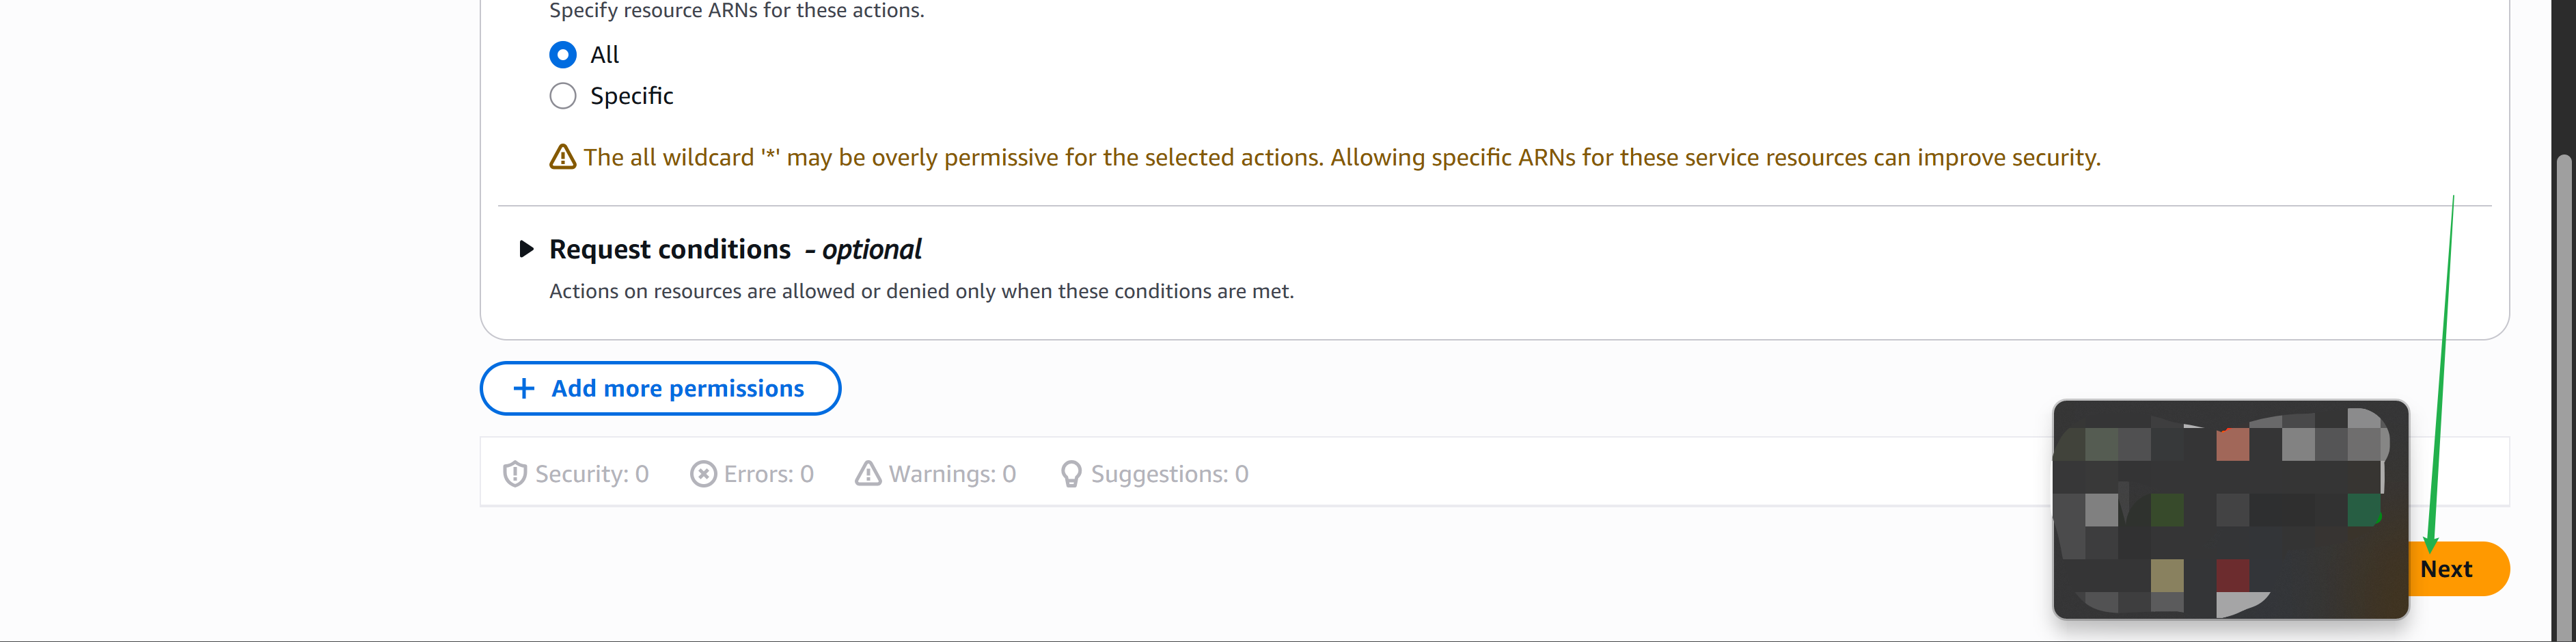 Specify resource ARNs for these actions.
All
Specific
The all wildcard '*' may be overly permissive for the selected actions. Allowing specific ARNs for these service resources can improve security.
Request conditions - optional
Actions on resources are allowed or denied only when these conditions are met.
+ Add more permissions
Security: 0 Errors: 0 Warnings: 0 Suggestions: 0
Next